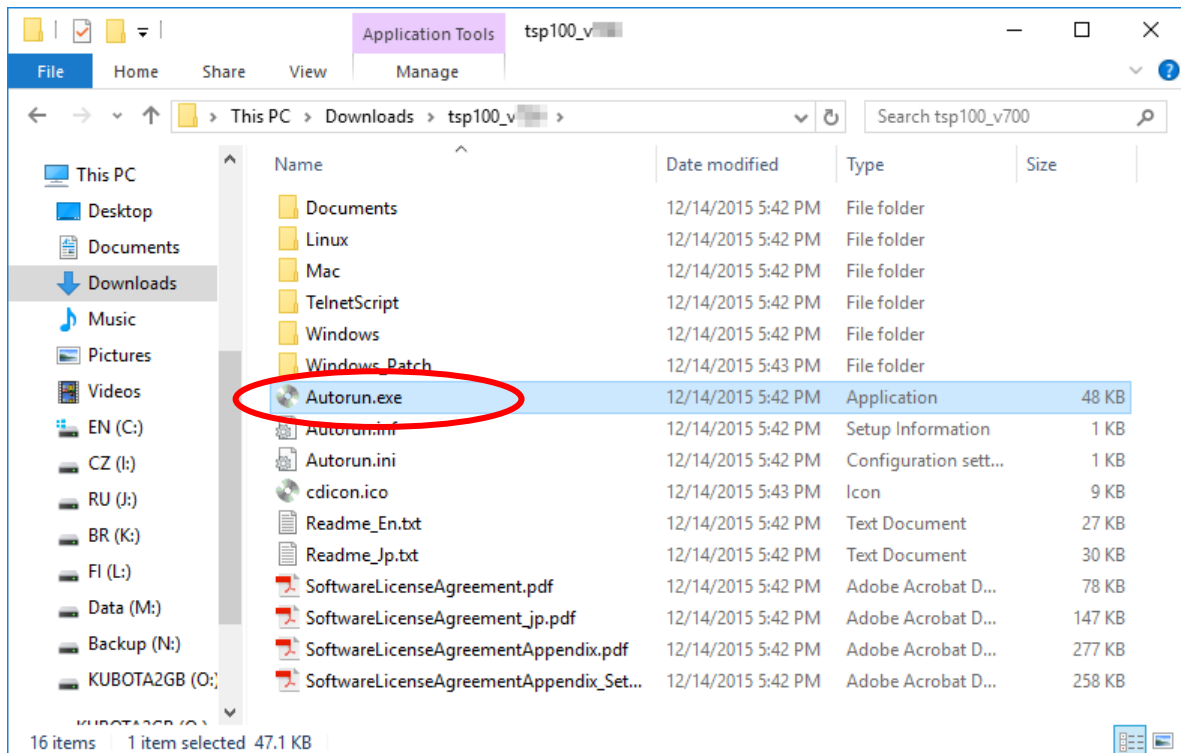 Application Tools tsp100_v
File Home Share View Manage
This PC > Downloads > tsp100_v > Search tsp100_v700
Name Date modified Type Size
This PC
Desktop
Documents
Downloads
Music
Pictures
Videos
EN (C:)
CZ (I:)
RU (J:)
BR (K:)
FI (L:)
Data (M:)
Backup (N:)
KUBOTA2GB (O:)
Documents 12/14/2015 5:42 PM File folder
Linux 12/14/2015 5:42 PM File folder
Mac 12/14/2015 5:42 PM File folder
TelnetScript 12/14/2015 5:42 PM File folder
Windows 12/14/2015 5:42 PM File folder
Windows_Patch 12/14/2015 5:43 PM File folder
Autorun.exe 12/14/2015 5:42 PM Application 48 KB
Autorun.inf 12/14/2015 5:42 PM Setup Information 1 KB
Autorun.ini 12/14/2015 5:42 PM Configuration sett... 1 KB
cdicon.ico 12/14/2015 5:43 PM Icon 9 KB
Readme_En.txt 12/14/2015 5:42 PM Text Document 27 KB
Readme_Jp.txt 12/14/2015 5:42 PM Text Document 30 KB
SoftwareLicenseAgreement.pdf 12/14/2015 5:42 PM Adobe Acrobat D... 78 KB
SoftwareLicenseAgreement_jp.pdf 12/14/2015 5:42 PM Adobe Acrobat D... 147 KB
SoftwareLicenseAgreementAppendix.pdf 12/14/2015 5:42 PM Adobe Acrobat D... 277 KB
SoftwareLicenseAgreementAppendix_Set... 12/14/2015 5:42 PM Adobe Acrobat D... 258 KB
16 items 1 item selected 47.1 KB